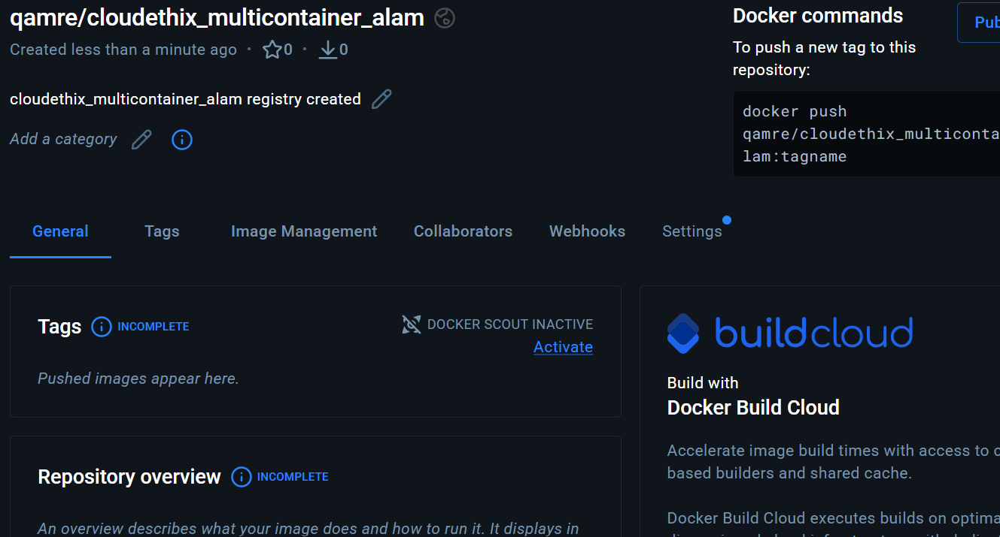 qamre/cloudethix_multicontainer_alam
Created less than a minute ago · 0 · 0
cloudethix_multicontainer_alam registry created
Add a category
Docker commands
To push a new tag to this
repository:
docker push
qamre/cloudethix_multiconta
lam:tagname
Pub
General Tags Image Management Collaborators Webhooks Settings
Tags INCOMPLETE
DOCKER SCOUT INACTIVE
Activate
Pushed images appear here.
Repository overview INCOMPLETE
An overview describes what your image does and how to run it. It displays in
buildcloud
Build with
Docker Build Cloud
Accelerate image build times with access to
based builders and shared cache.
Docker Build Cloud executes builds on optima